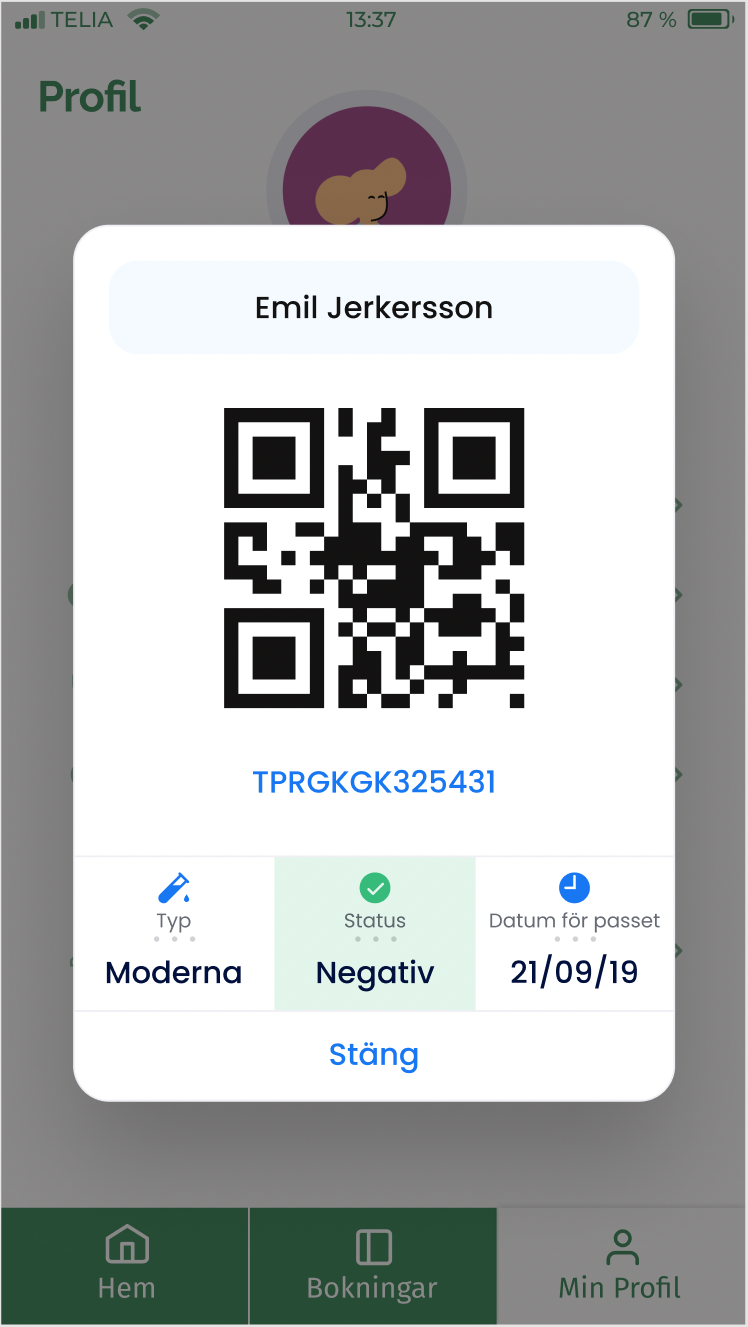 TELIA 13:37 87 %
Profil
Emil Jerkersson
TPRGKGK325431
Typ Status Datum för passet
Moderna Negativ 21/09/19
Stäng
Hem Bokningar Min Profil